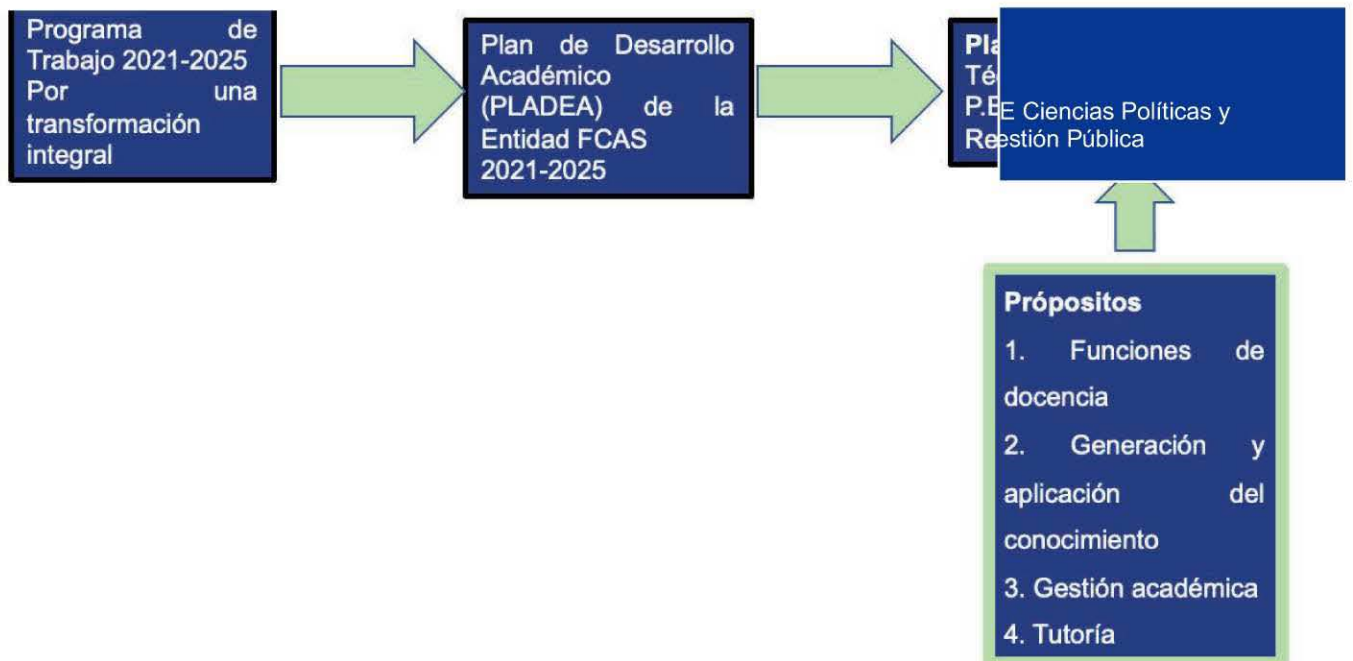 Programa de
Trabajo 2021-2025
Por una
transformación
integral
Plan de Desarrollo
Académico
(PLADEA) de la
Entidad FCAS
2021-2025
E Ciencias Políticas y
estión Pública
Própositos
1. Funciones de
docencia
2. Generación y
aplicación del
conocimiento
3. Gestión académica
4. Tutoría